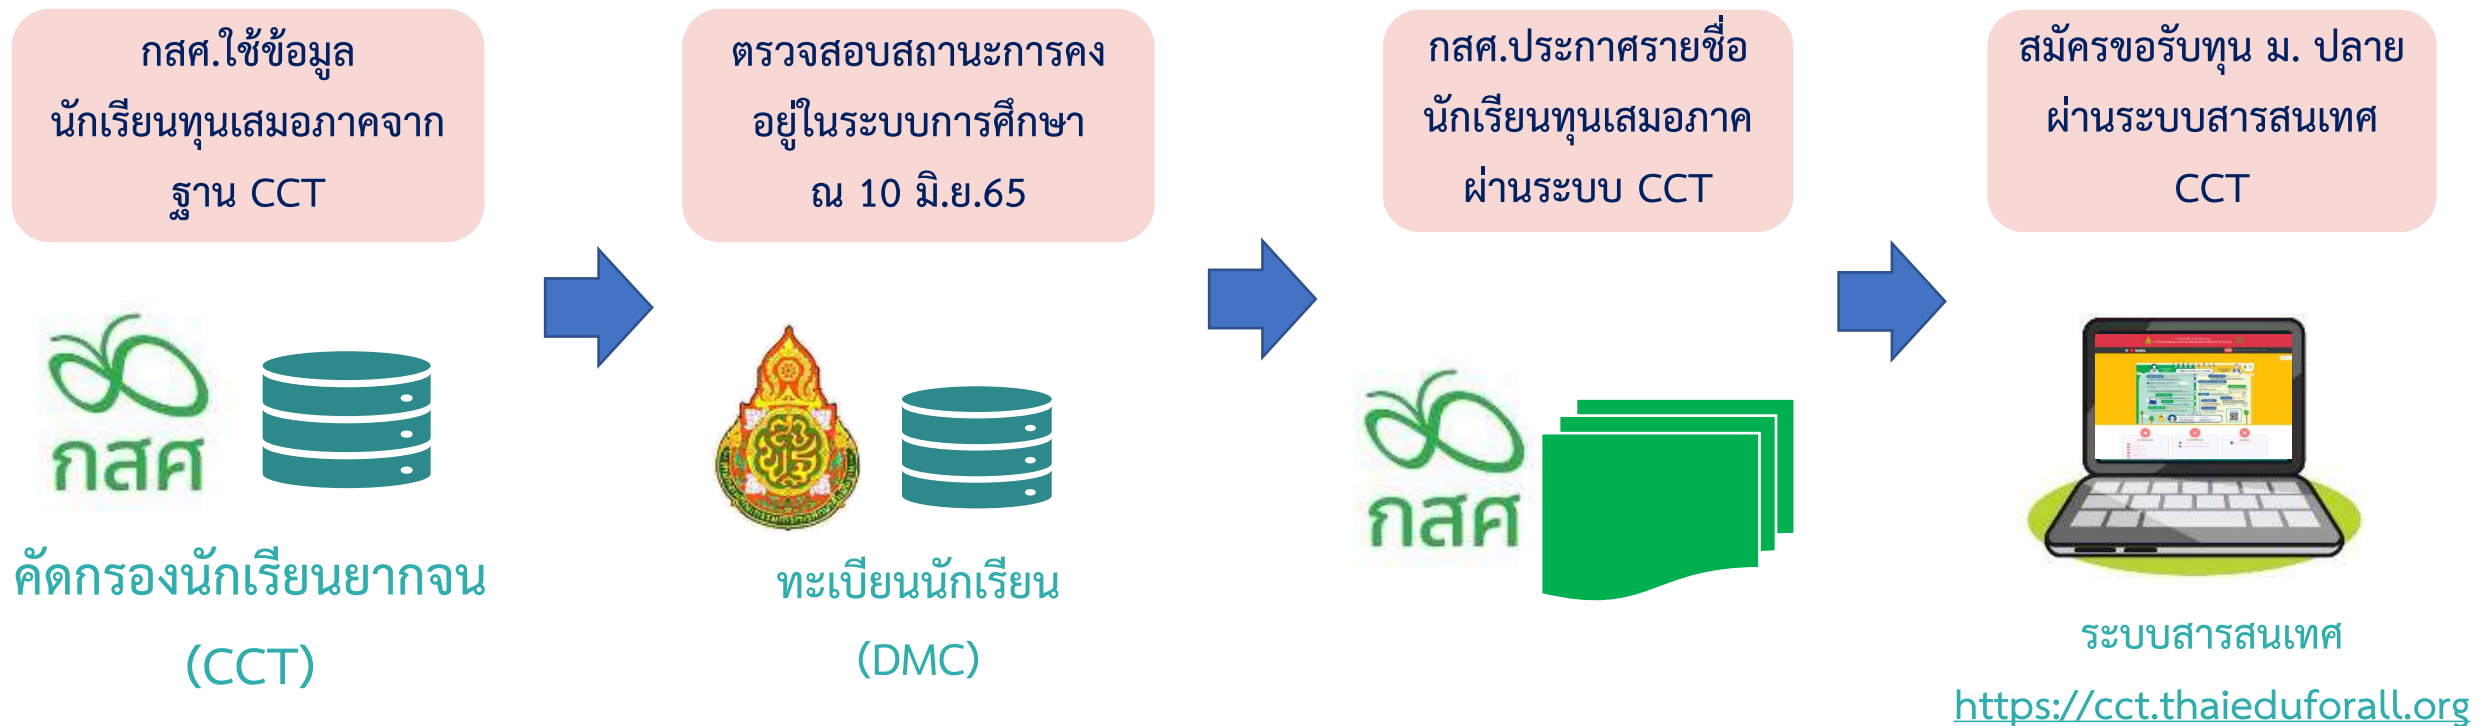 กสศ.ใช้ข้อมูล
นักเรียนทุนเสมอภาคจาก
ฐาน CCT
กสศ
คัดกรองนักเรียนยากจน
(CCT)
ตรวจสอบสถานะการคง
อยู่ในระบบการศึกษา
ณ 10 มิ.ย.65
ทะเบียนนักเรียน
(DMC)
กสศ.ประกาศรายชื่อ
นักเรียนทุนเสมอภาค
ผ่านระบบ CCT
กสศ
สมัครขอรับทุน ม. ปลาย
ผ่านระบบสารสนเทศ
CCT
ระบบสารสนเทศ
https://cct.thaieduforall.org